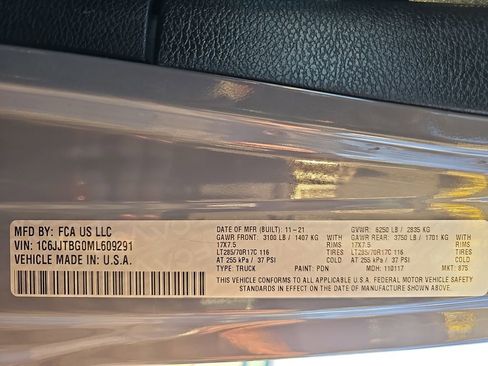 MFD BY: FCA US LLC
VIN: 1C6JJTBG0ML609291
VEHICLE MADE IN: U.S.A.
DATE OF MFR (BUILT): 11-21 GVWR: 6250 LB / 2835 KG
GAWR FRONT: 3100 LB / 1407 KG GAWR REAR: 3750 LB / 1701 KG
17X7.5 17X7.5
LT285/70R17C 116 TIRES LT285/70R17C 116 TIRES
AT 255 kPa / 37 PSI COLD AT 255 kPa / 37 PSI COLD
TYPE: TRUCK PAINT: PDN MDH: 110117 MKT: 87S
THIS VEHICLE CONFORMS TO ALL APPLICABLE U.S.A. FEDERAL MOTOR VEHICLE SAFETY
STANDARDS IN EFFECT ON THE DATE OF MANUFACTURE SHOWN ABOVE.